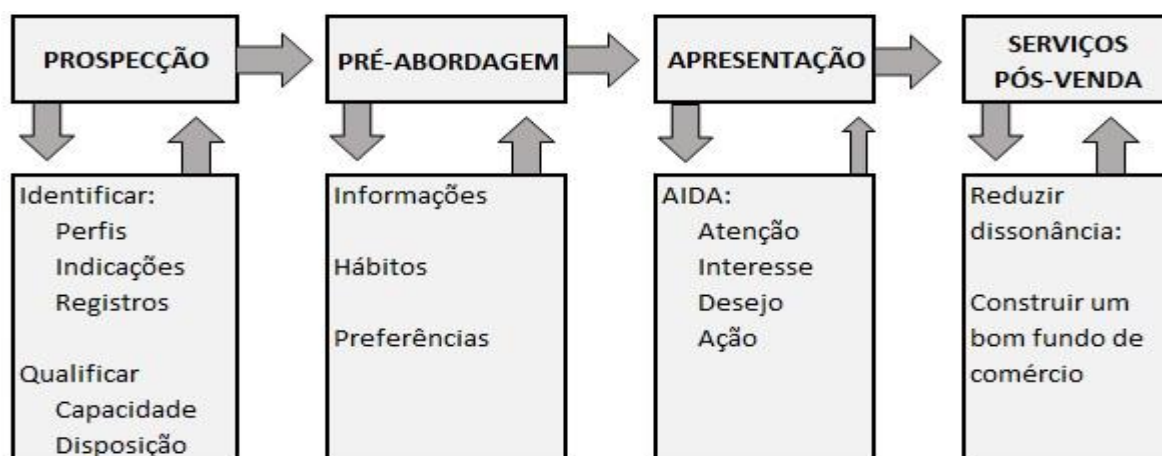 PROSPECÇÃO
PRÉ-ABORDAGEM
APRESENTAÇÃO
SERVIÇOS
PÓS-VENDA
Identificar:
Perfis
Indicações
Registros
Qualificar
Capacidade
Disposição
Informações
Hábitos
Preferências
AIDA:
Atenção
Interesse
Desejo
Ação
Reduzir
dissonância:
Construir um
bom fundo de
comércio